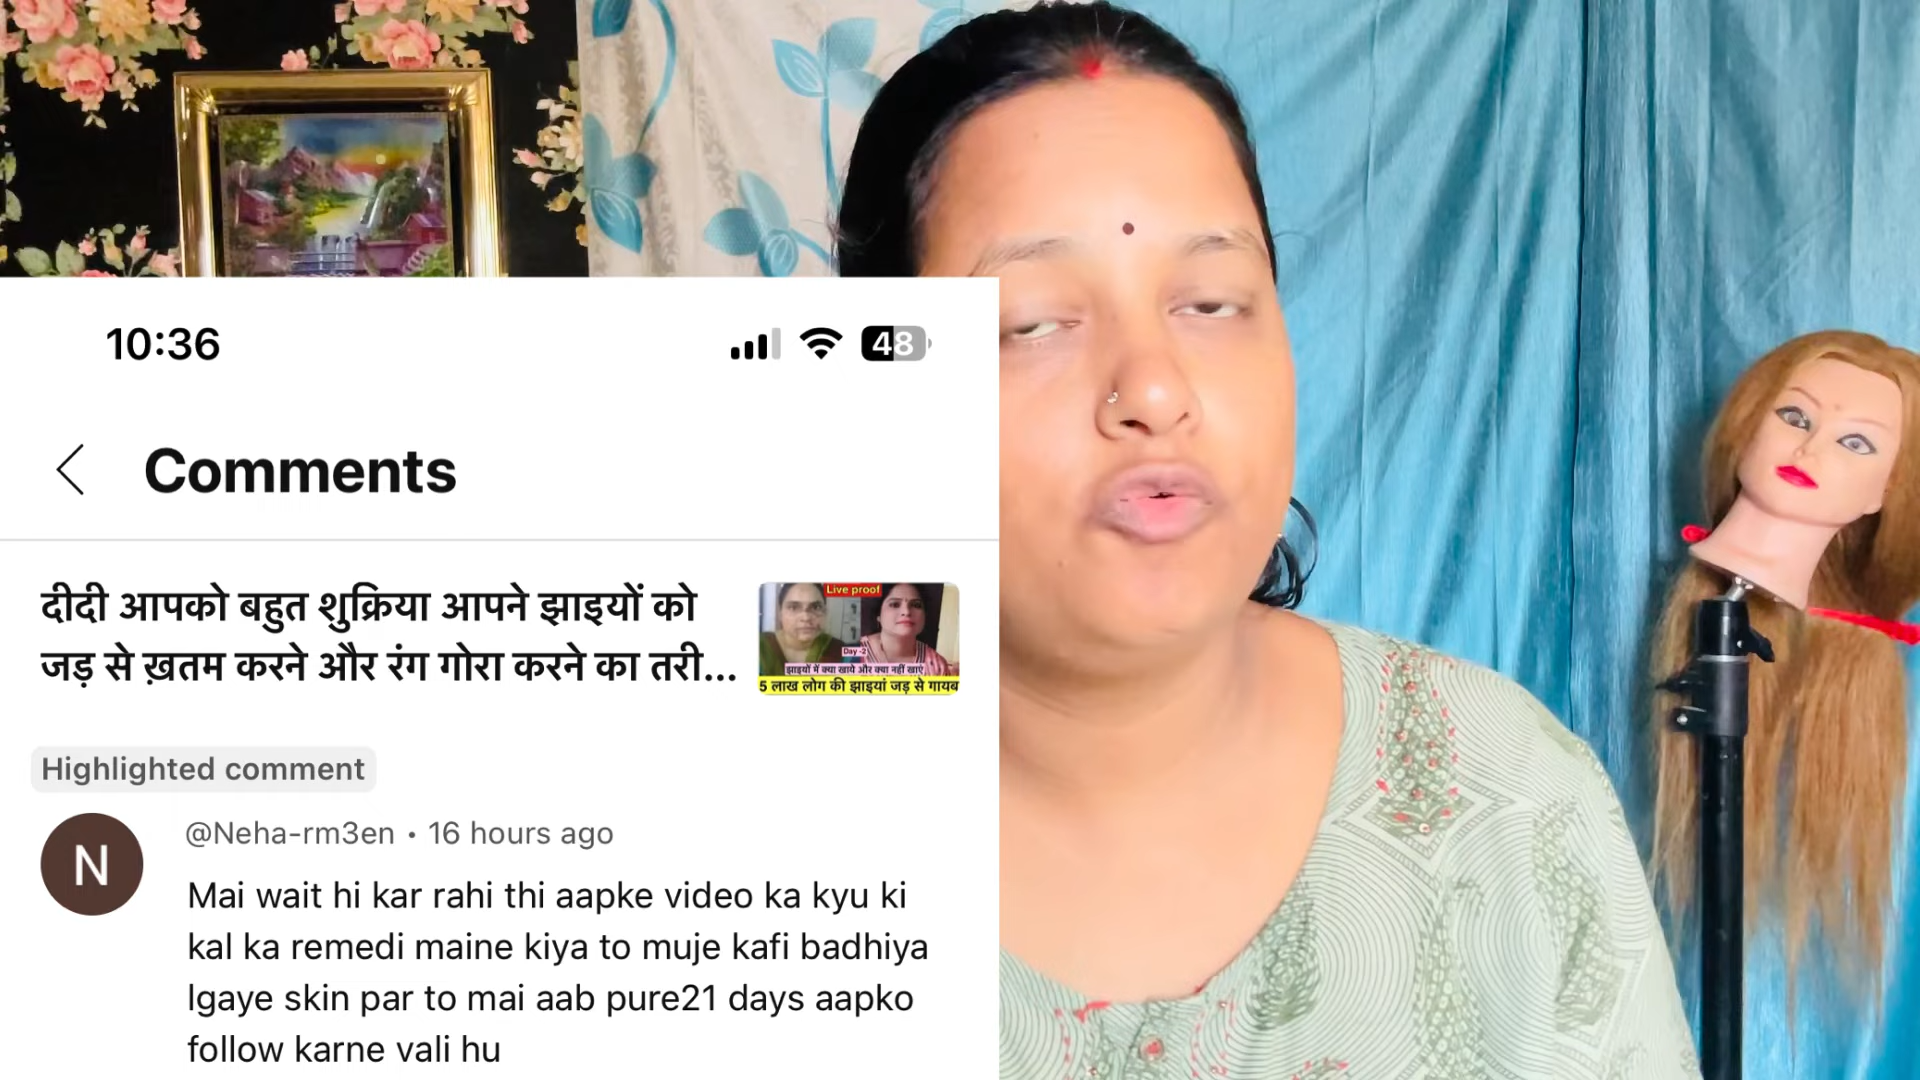 10:36
48
Comments
दीदी आपको बहुत शुक्रिया आपने झाइयों को
जड़ से ख़तम करने और रंग गोरा करने का तरी...
Live proof
Day -2
झाइयों में क्या खाये और क्या नहीं खाएं
5 लाख लोग की झाइयां जड़ से गायब
Highlighted comment
N
@Neha-rm3en • 16 hours ago
Mai wait hi kar rahi thi aapke video ka kyu ki
kal ka remedi maine kiya to muje kafi badhiya
lgaye skin par to mai aab pure21 days aapko
follow karne vali hu